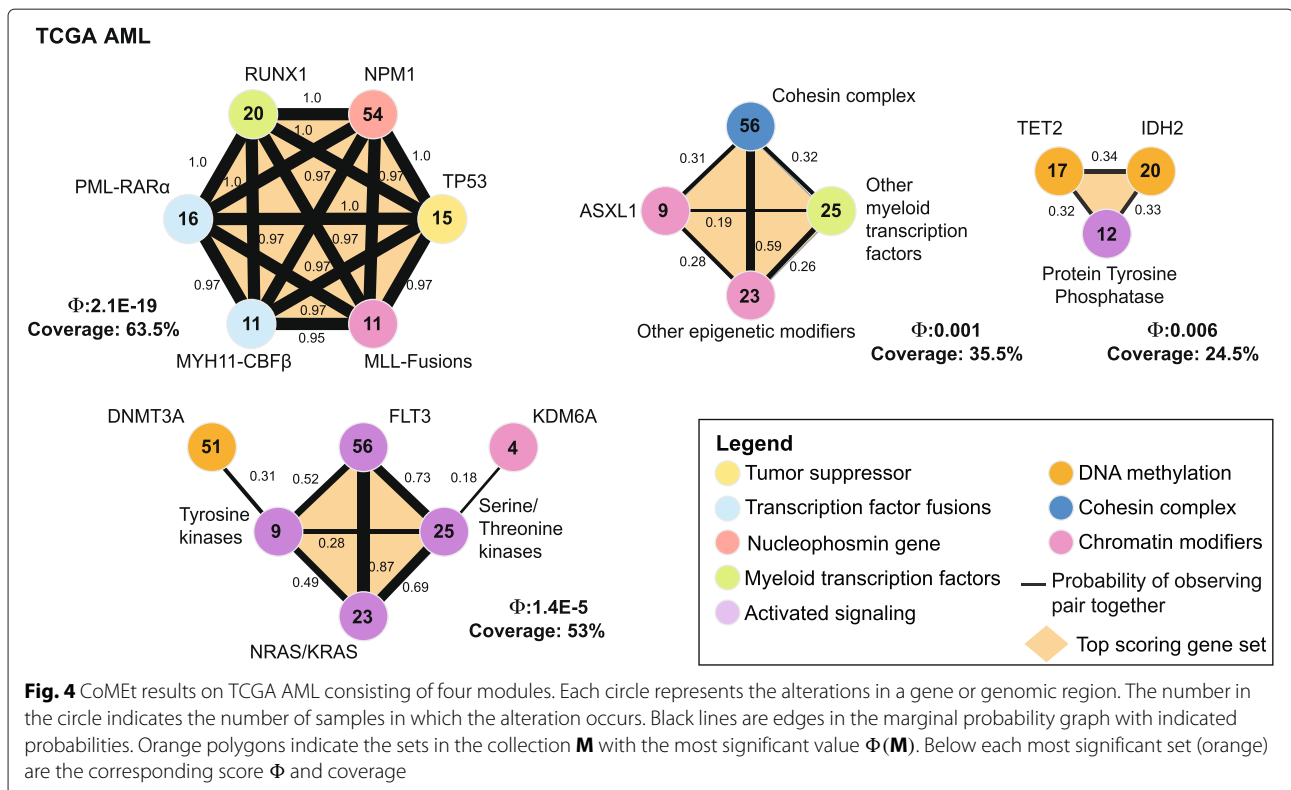 TCGA AML
RUNX1
NPM1
1.0
20
54
1.0
1.0
1.0
PML-RARα
1.0
0.97
0.97
TP53
16
1.0
15
0.97
0.97
0.97
0.97
0.97
0.97
11
11
0.95
MYH11-CBFβ
MLL-Fusions
Φ:2.1E-19
Coverage: 63.5%
Cohesin complex
56
0.31
0.32
ASXL1
9
25
Other
myeloid
transcription
factors
0.19
0.59
0.28
0.26
23
Other epigenetic modifiers
Φ:0.001
Coverage: 35.5%
TET2
IDH2
0.34
17
20
0.32
0.33
12
Protein Tyrosine
Phosphatase
Φ:0.006
Coverage: 24.5%
DNMT3A
FLT3
KDM6A
51
56
4
0.31
0.52
0.73
0.18
Tyrosine
kinases
9
25
Serine/
Threonine
kinases
0.28
0.87
0.49
0.69
23
NRAS/KRAS
Φ:1.4E-5
Coverage: 53%
Legend
Tumor suppressor
Transcription factor fusions
Nucleophosmin gene
Myeloid transcription factors
Activated signaling
DNA methylation
Cohesin complex
Chromatin modifiers
Probability of observing
pair together
Top scoring gene set
Fig. 4 CoMEt results on TCGA AML consisting of four modules. Each circle represents the alterations in a gene or genomic region. The number in
the circle indicates the number of samples in which the alteration occurs. Black lines are edges in the marginal probability graph with indicated
probabilities. Orange polygons indicate the sets in the collection M with the most significant value Φ(M). Below each most significant set (orange)
are the corresponding score Φ and coverage